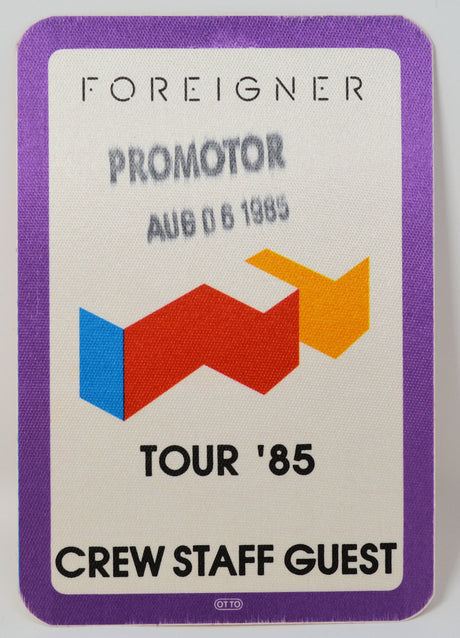 FOREIGNER
PROMOTOR
AUG 06 1985
TOUR '85
CREW STAFF GUEST
OTTO